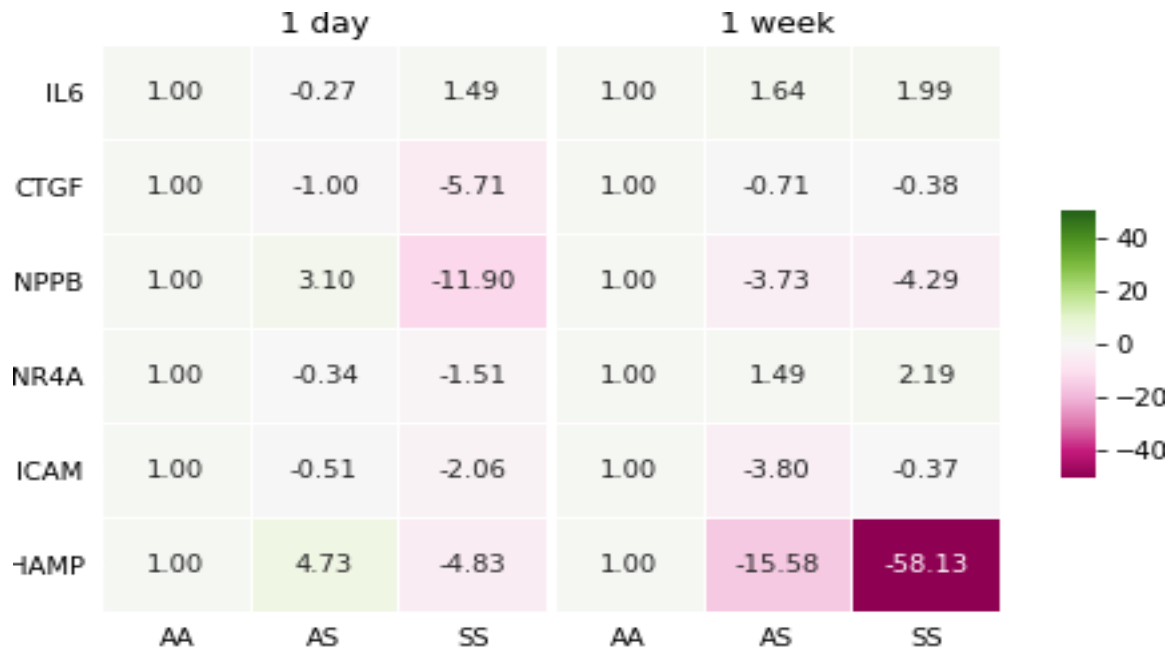 1 day 1 week
IL6 1.00 -0.27 1.49 1.00 1.64 1.99
CTGF 1.00 -1.00 -5.71 1.00 -0.71 -0.38
NPPB 1.00 3.10 -11.90 1.00 -3.73 -4.29
NR4A 1.00 -0.34 -1.51 1.00 1.49 2.19
ICAM 1.00 -0.51 -2.06 1.00 -3.80 -0.37
HAMP 1.00 4.73 -4.83 1.00 -15.58 -58.13
AA AS SS AA AS SS
40
20
0
−20
−40